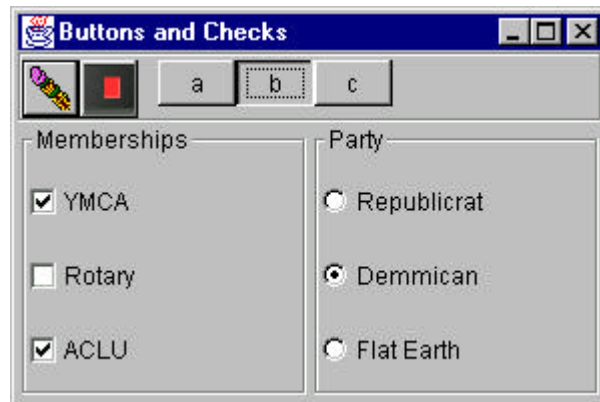 Buttons and Checks
a b c
Memberships Party
YMCA Republicrat
Rotary Demmican
ACLU Flat Earth